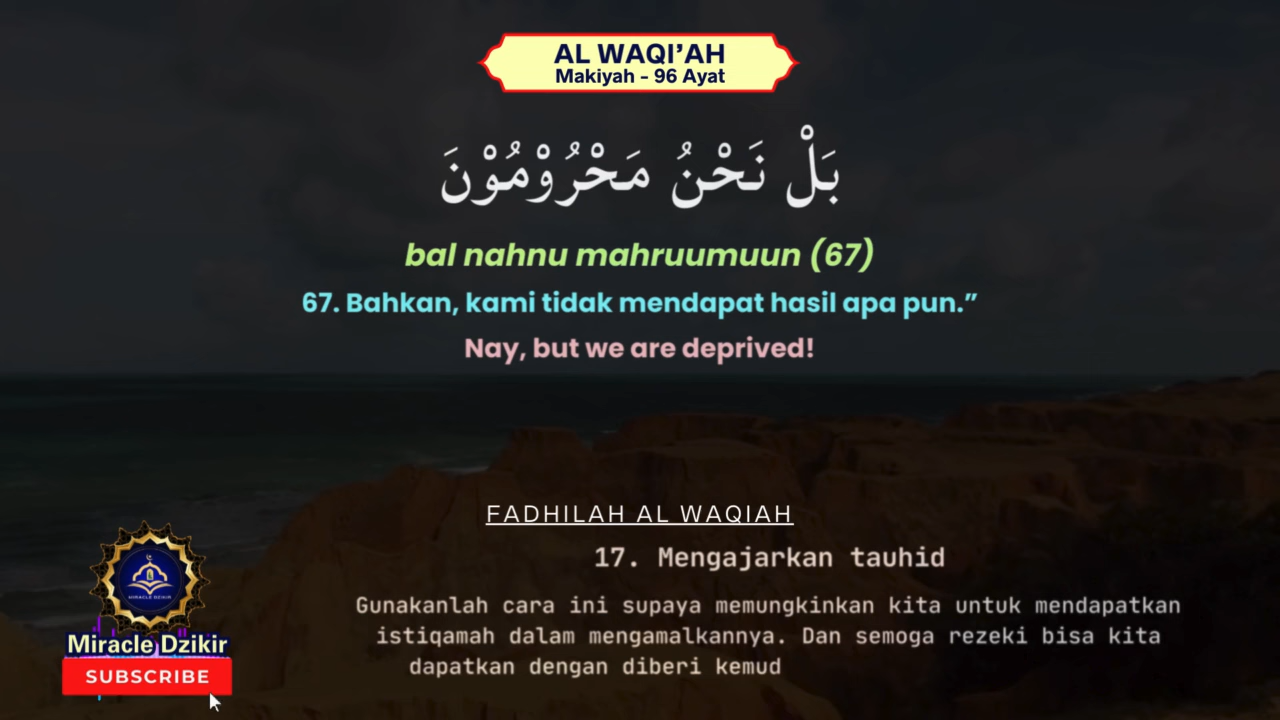 AL WAQI’AH
Makiyah - 96 Ayat
بَلْ نَحْنُ مَحْرُوْمُوْنَ
bal nahnu mahruumuun (67)
67. Bahkan, kami tidak mendapat hasil apa pun.”
Nay, but we are deprived!
FADHILAH AL WAQIAH
17. Mengajarkan tauhid
Gunakanlah cara ini supaya memungkinkan kita untuk mendapatkan
istiqamah dalam mengamalkannya. Dan semoga rezeki bisa kita
dapatkan dengan diberi kemud
MIRACLE DZIKIR
Miracle Dzikir
SUBSCRIBE